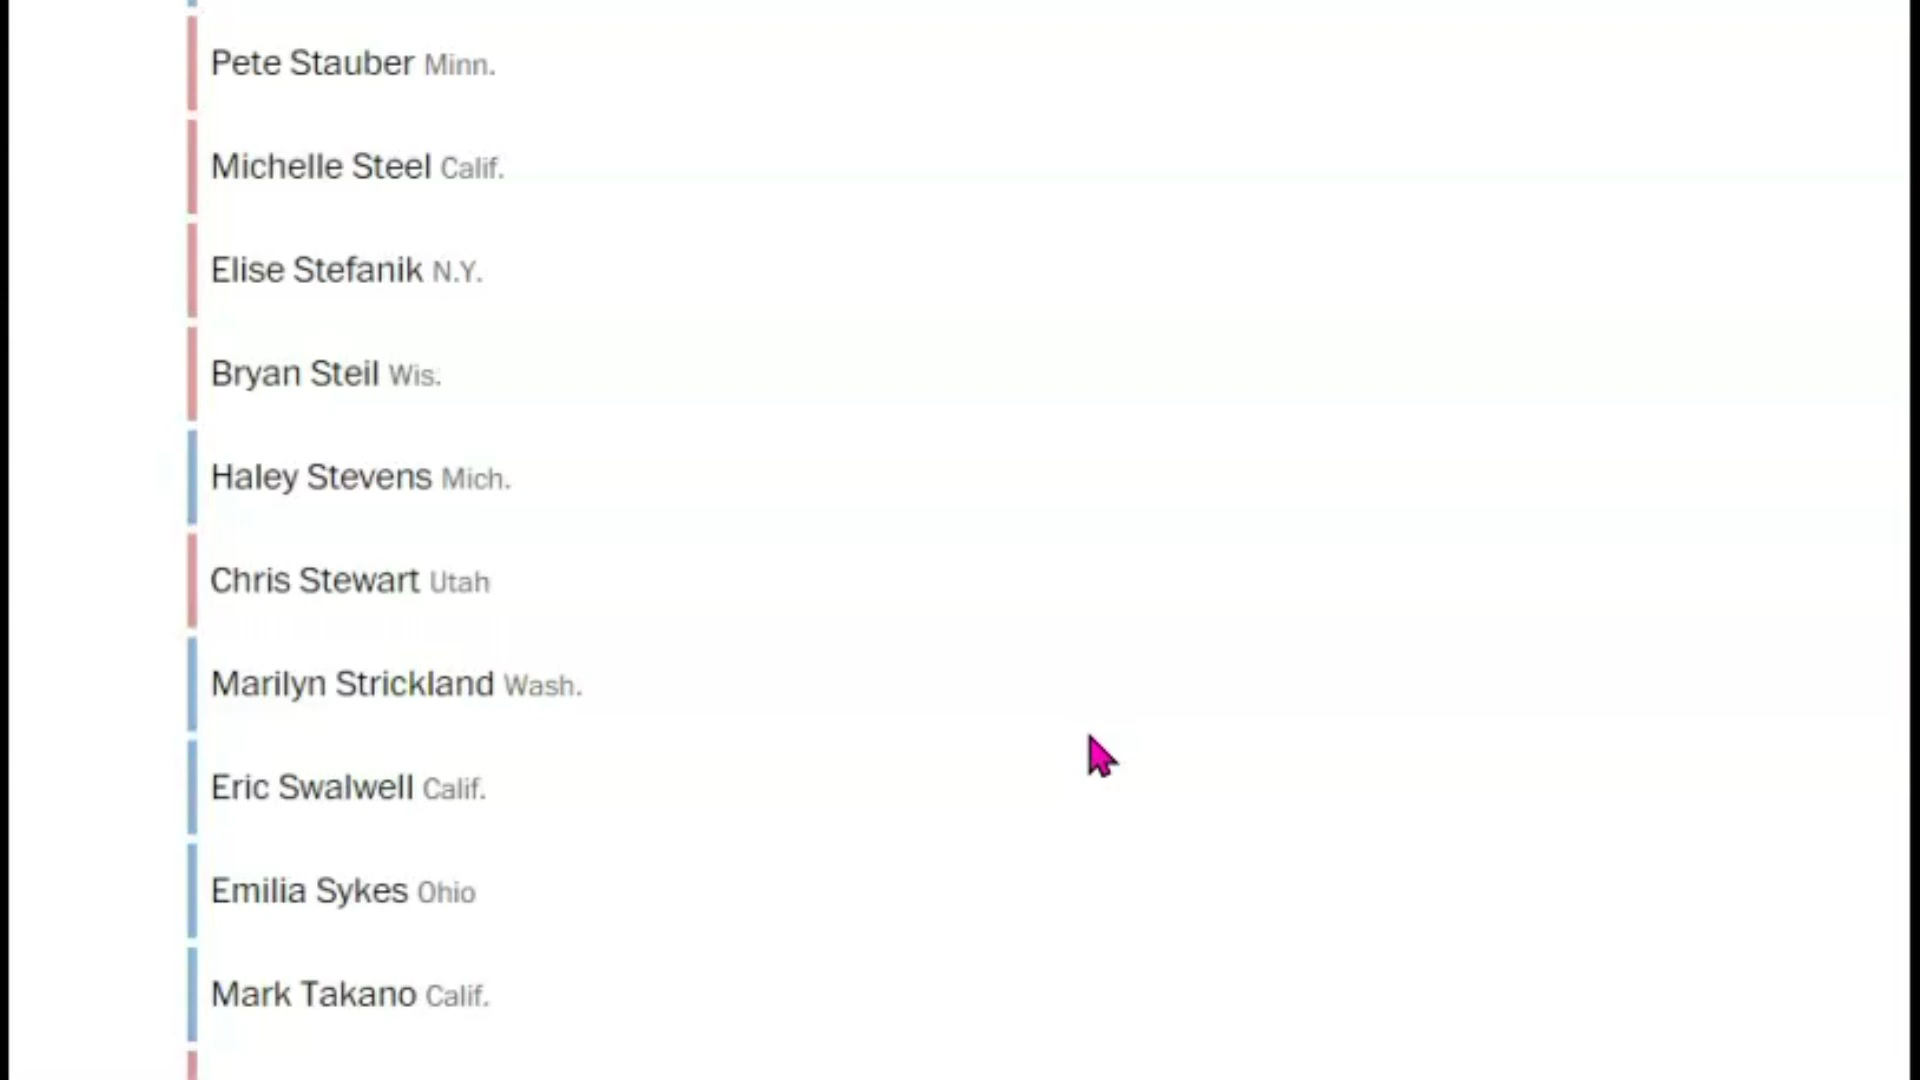 Pete Stauber Minn.
Michelle Steel Calif.
Elise Stefanik N.Y.
Bryan Steil Wis.
Haley Stevens Mich.
Chris Stewart Utah
Marilyn Strickland Wash.
Eric Swalwell Calif.
Emilia Sykes Ohio
Mark Takano Calif.